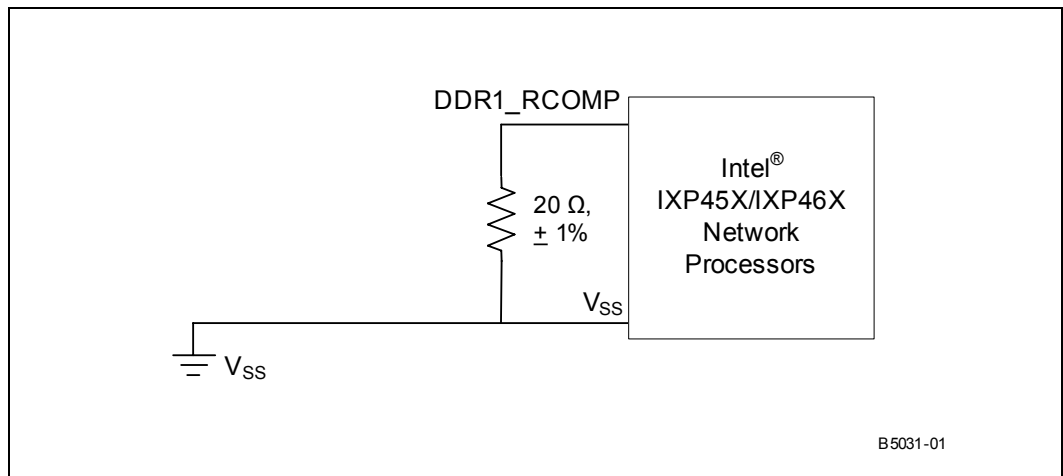 DDR1_RCOMP
Intel®
IXP45X/IXP46X
Network
Processors
20 Ω,
± 1%
VSS
VSS
B5031-01